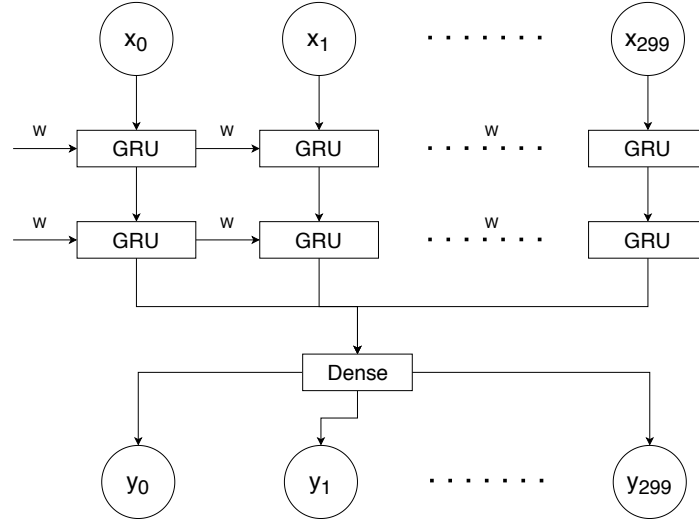 x0 x1 ....... x299
w w w
GRU GRU ....... GRU
w w w
GRU GRU ....... GRU
Dense
y0 y1 ....... y299